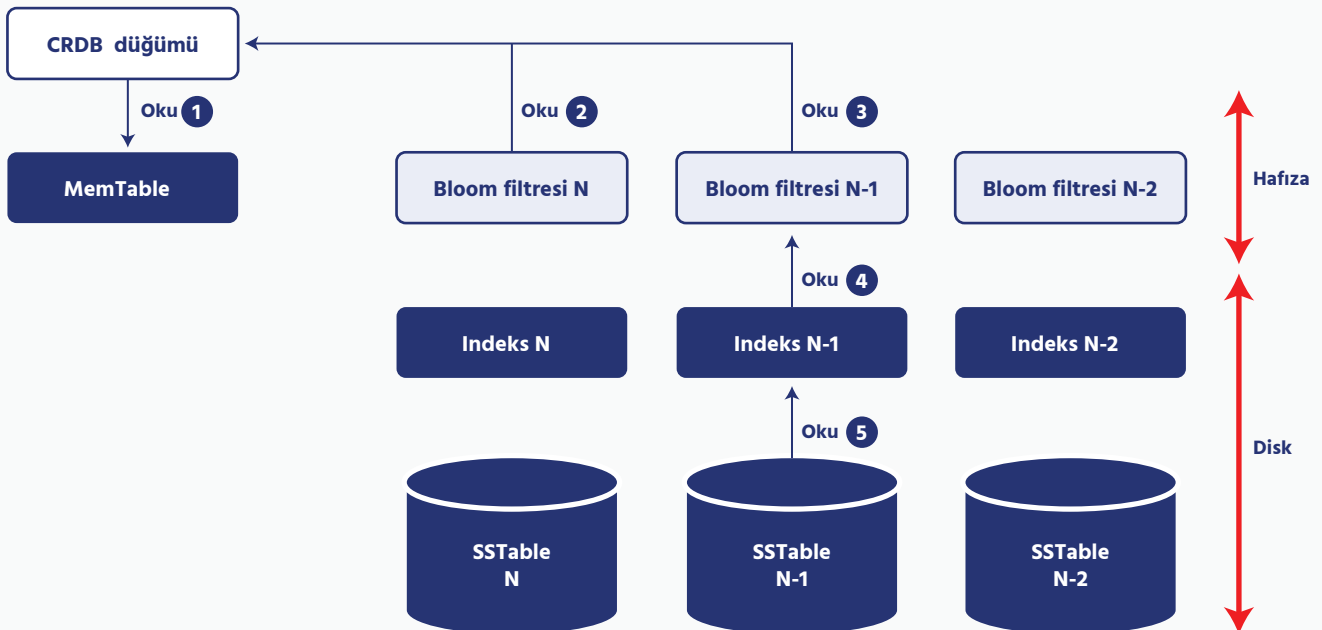 CRDB düğümü
Oku 1
Oku 2
Oku 3
MemTable
Bloom filtresi N
Bloom filtresi N-1
Bloom filtresi N-2
Hafıza
Oku 4
Indeks N
Indeks N-1
Indeks N-2
Oku 5
Disk
SSTable
N
SSTable
N-1
SSTable
N-2